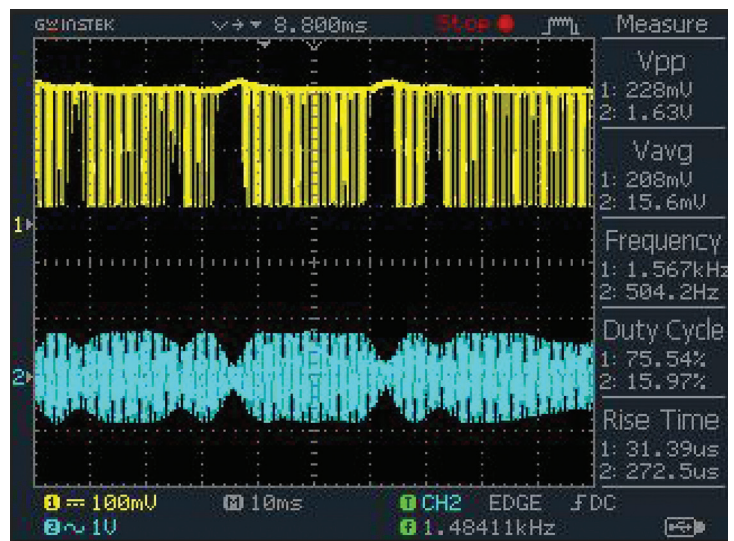 GWINSTEK 8.800ms Stop Measure
Vpp
1: 228mV
2: 1.63V
Vavg
1: 208mV
2: 15.6mV
Frequency
1: 1.567kHz
2: 504.2Hz
Duty Cycle
1: 75.54%
2: 15.97%
Rise Time
1: 31.39us
2: 272.5us
1
2
1 100mV M 10ms T CH2 EDGE DC
2 1V f 1.48411kHz